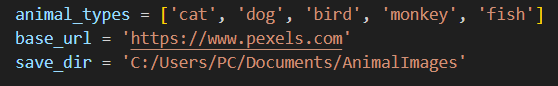 animal_types = ['cat', 'dog', 'bird', 'monkey', 'fish']
base_url = 'https://www.pexels.com'
save_dir = 'C:/Users/PC/Documents/AnimalImages'